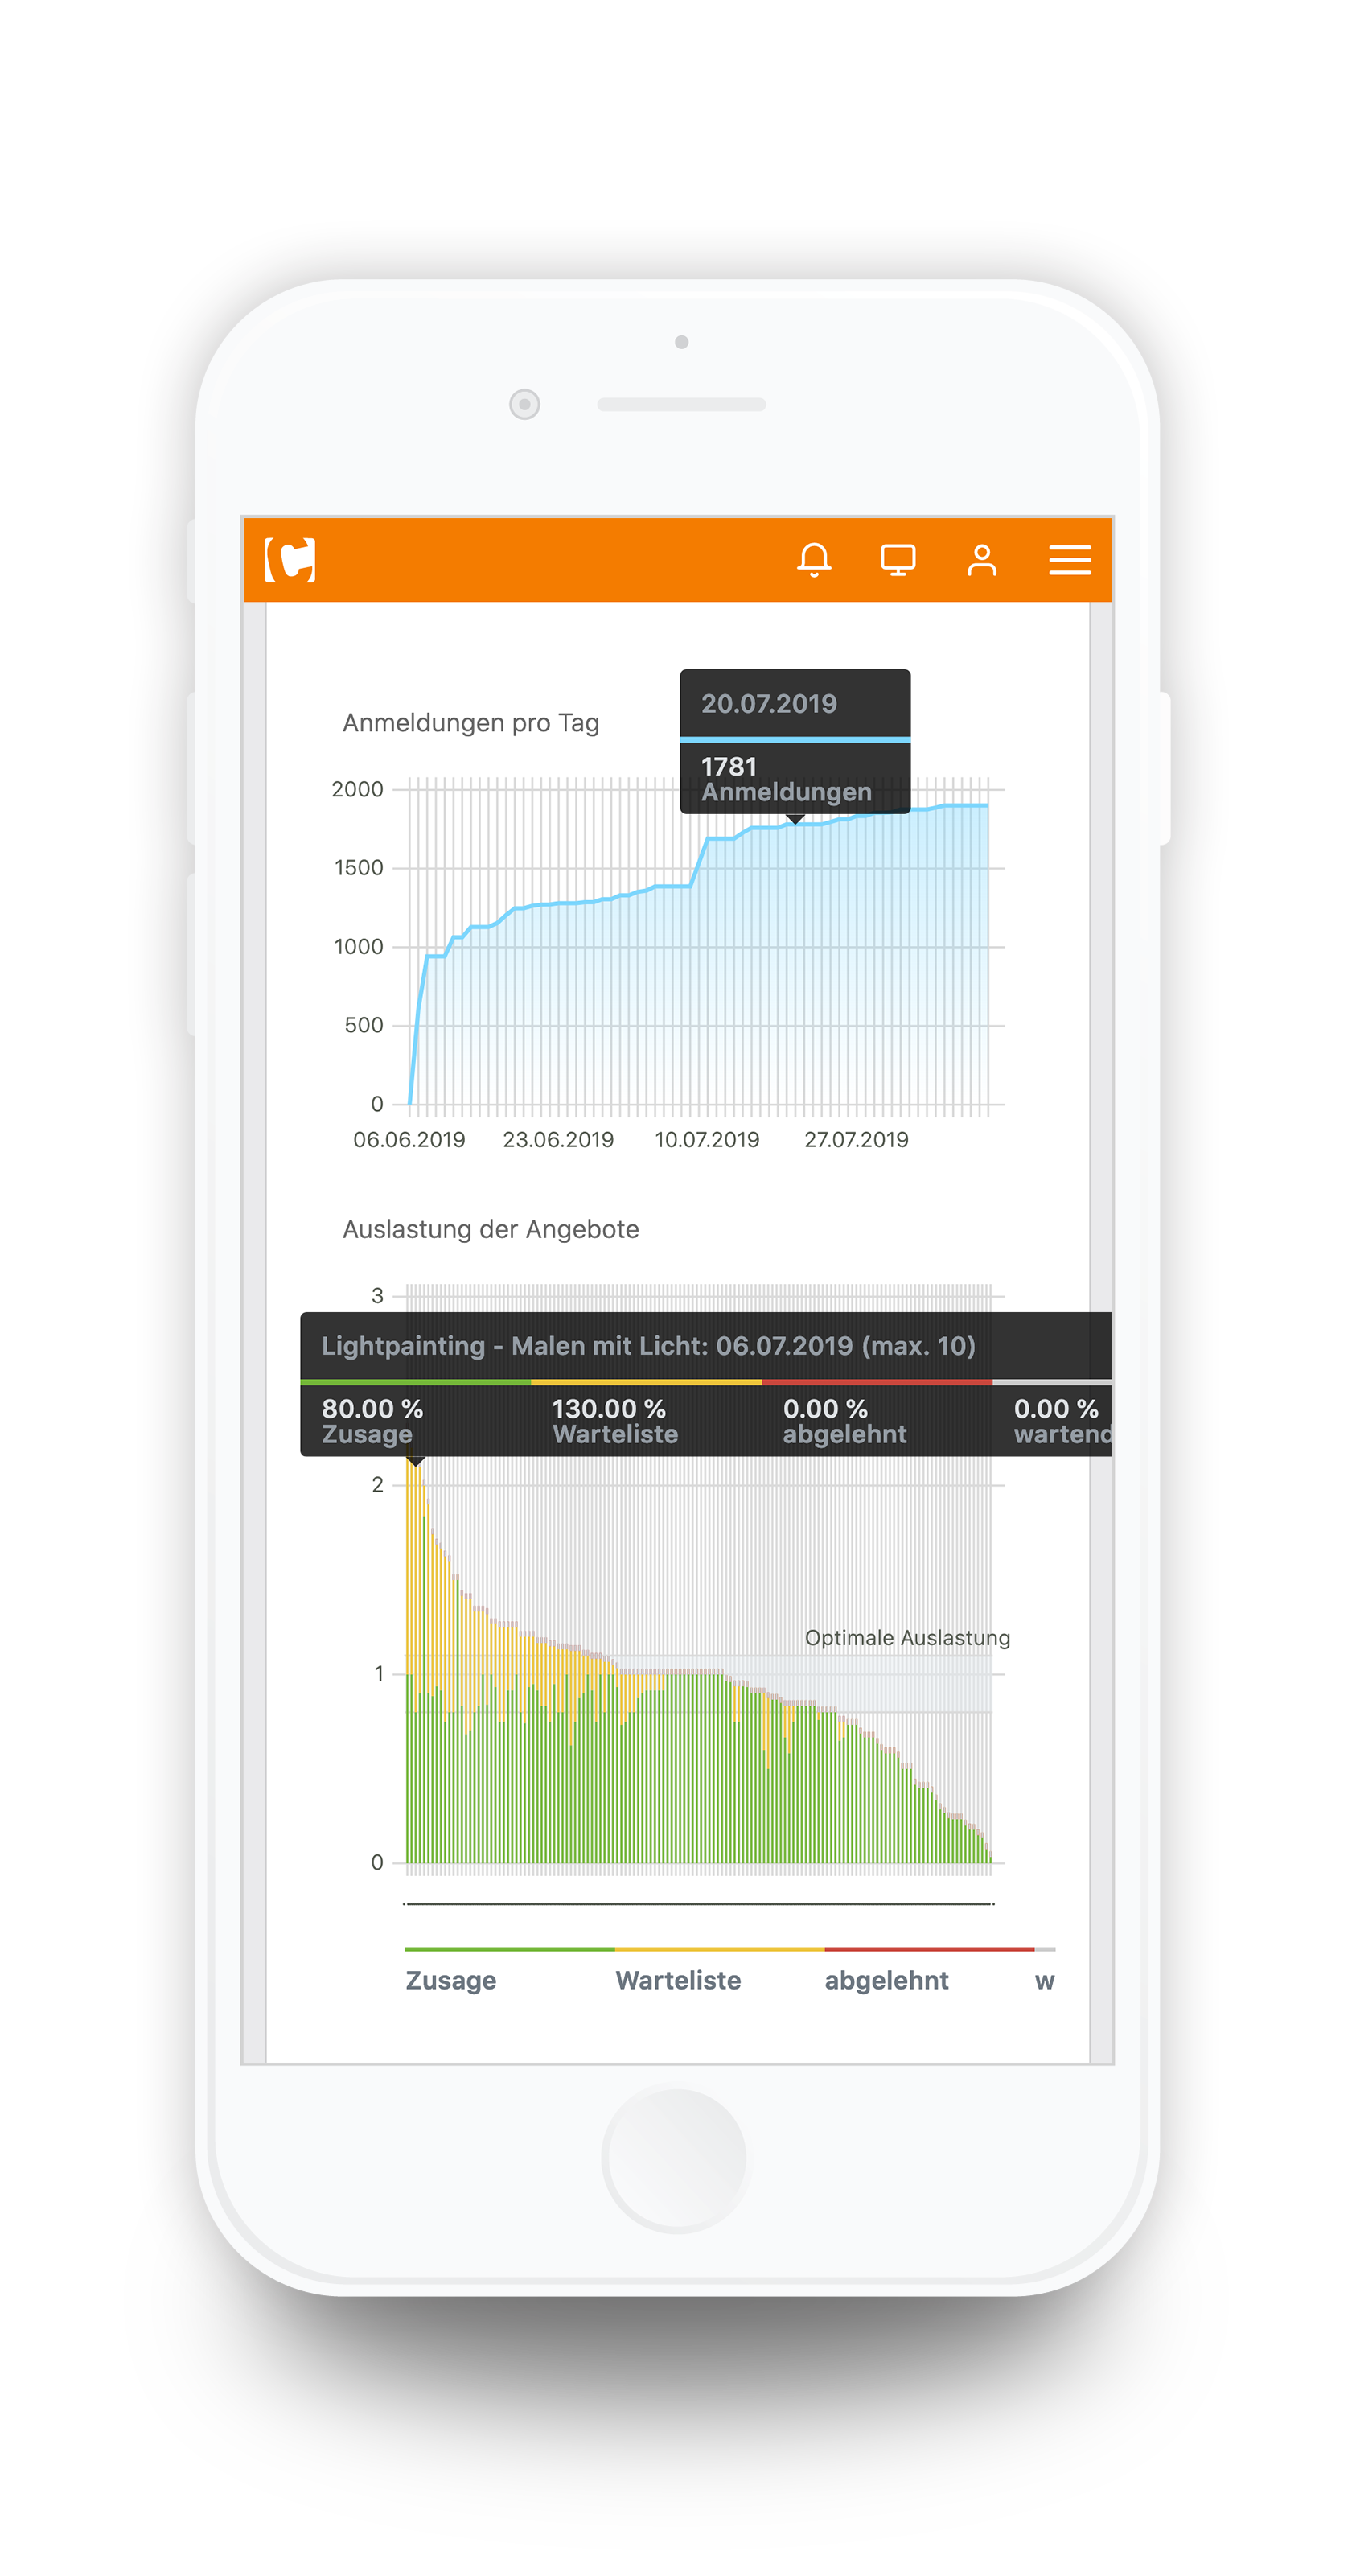 20.07.2019
Anmeldungen pro Tag
1781
Anmeldungen
2000
1500
1000
500
0
06.06.2019 23.06.2019 10.07.2019 27.07.2019
Auslastung der Angebote
3
Lightpainting - Malen mit Licht: 06.07.2019 (max. 10)
80.00 % 130.00 % 0.00 % 0.00 %
Zusage Warteliste abgelehnt wartend
2
Optimale Auslastung
1
0
Zusage Warteliste abgelehnt w